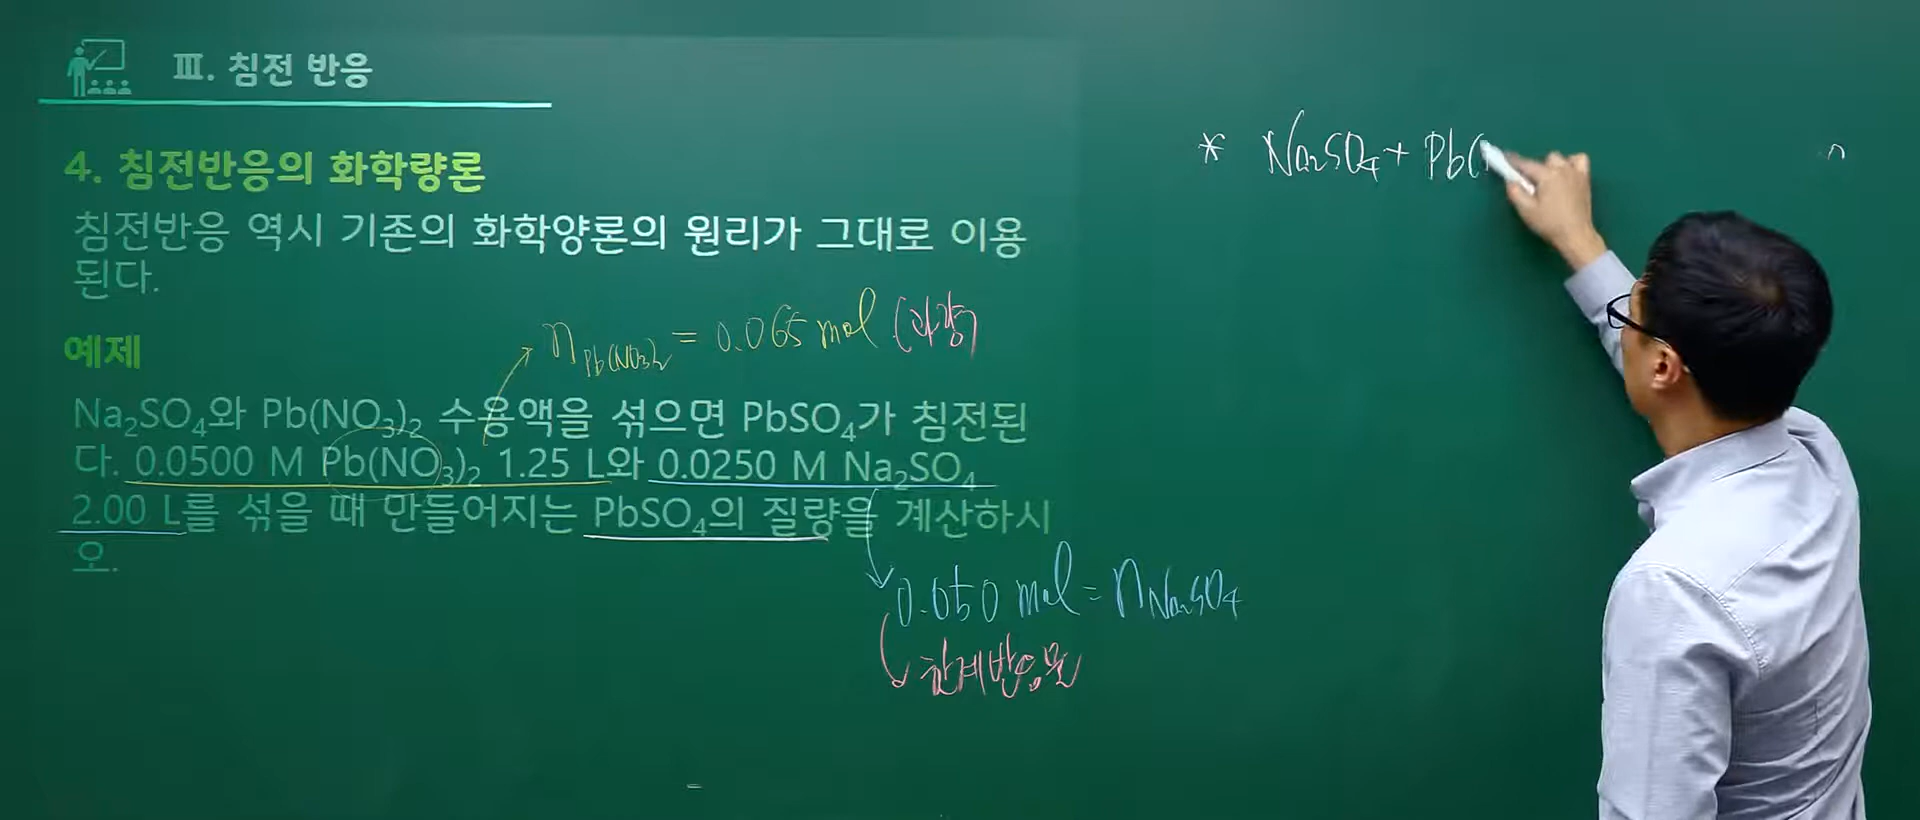 Ⅲ. 침전 반응
4. 침전반응의 화학량론
침전반응 역시 기존의 화학양론의 원리가 그대로 이용
된다.
n Pb(NO3)2 = 0.065 mol (과량)
예제
Na₂SO₄와 Pb(NO₃)₂ 수용액을 섞으면 PbSO₄가 침전된
다. 0.0500 M Pb(NO₃)₂ 1.25 L와 0.0250 M Na₂SO₄
2.00 L를 섞을 때 만들어지는 PbSO₄의 질량을 계산하시
오.
0.050 mol = n Na₂SO₄
한계반응물
* Na₂SO₄ + Pb(